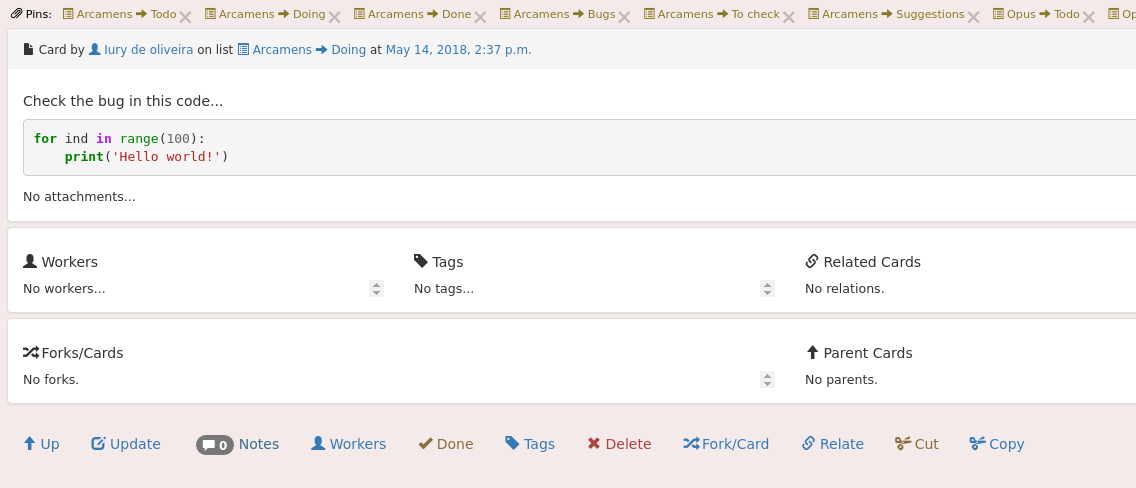 Pins: Arcamens Todo Arcamens Doing Arcamens Done Arcamens Bugs Arcamens To check Arcamens Suggestions Opus Todo Op
Card by Iury de oliveira on list Arcamens Doing at May 14, 2018, 2:37 p.m.
Check the bug in this code...
for ind in range(100):
    print('Hello world!')
No attachments...
Workers Tags Related Cards
No workers... No tags... No relations.
Forks/Cards Parent Cards
No forks. No parents.
Up Update 0 Notes Workers Done Tags Delete Fork/Card Relate Cut Copy